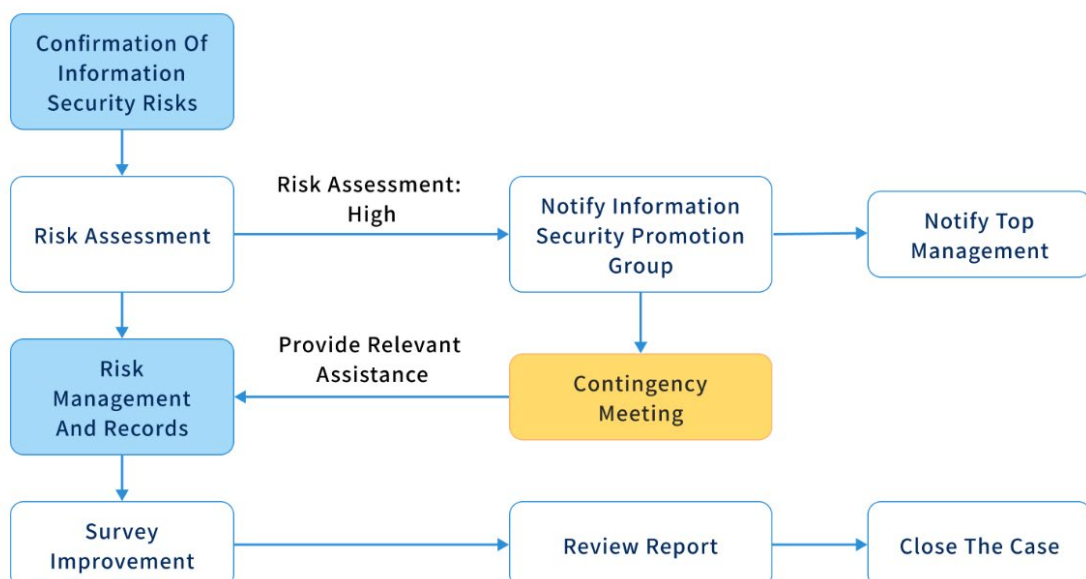 Confirmation Of
Information
Security Risks
Risk Assessment:
High
Risk Assessment
Notify Information
Security Promotion
Group
Notify Top
Management
Risk
Management
And Records
Provide Relevant
Assistance
Contingency
Meeting
Survey
Improvement
Review Report
Close The Case